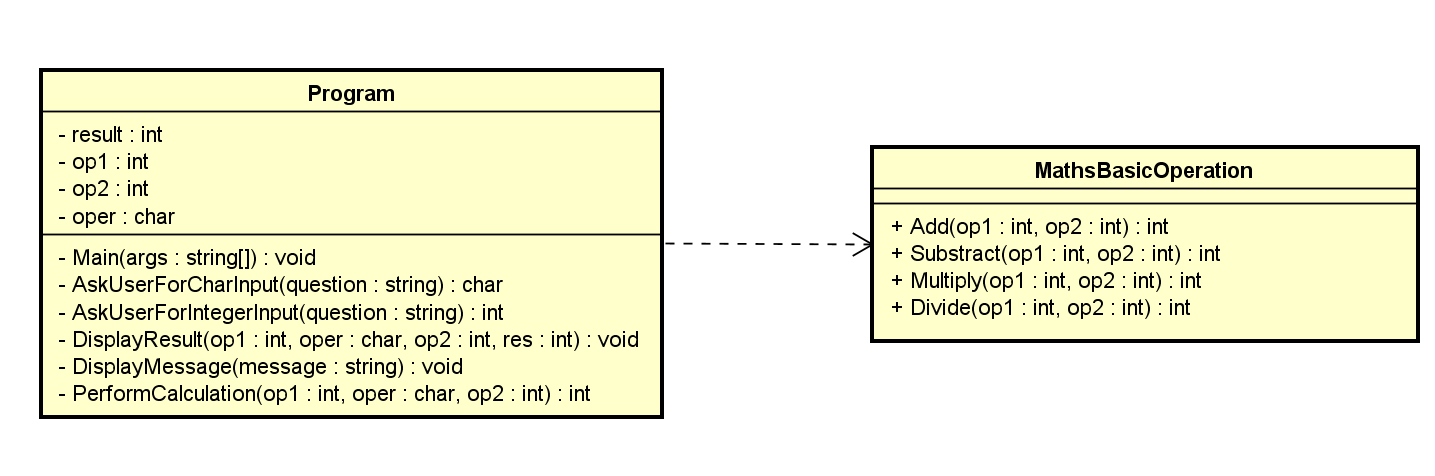 Program
- result : int
- op1 : int
- op2 : int
- oper : char
- Main(args : string[]) : void
- AskUserForCharInput(question : string) : char
- AskUserForIntegerInput(question : string) : int
- DisplayResult(op1 : int, oper : char, op2 : int, res : int) : void
- DisplayMessage(message : string) : void
- PerformCalculation(op1 : int, oper : char, op2 : int) : int
MathsBasicOperation
+ Add(op1 : int, op2 : int) : int
+ Substract(op1 : int, op2 : int) : int
+ Multiply(op1 : int, op2 : int) : int
+ Divide(op1 : int, op2 : int) : int